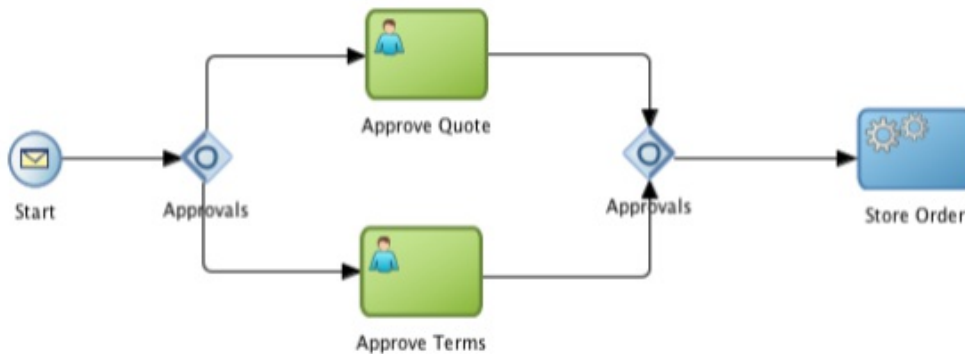 Approve Quote
Start
Approvals
Approvals
Store Order
Approve Terms